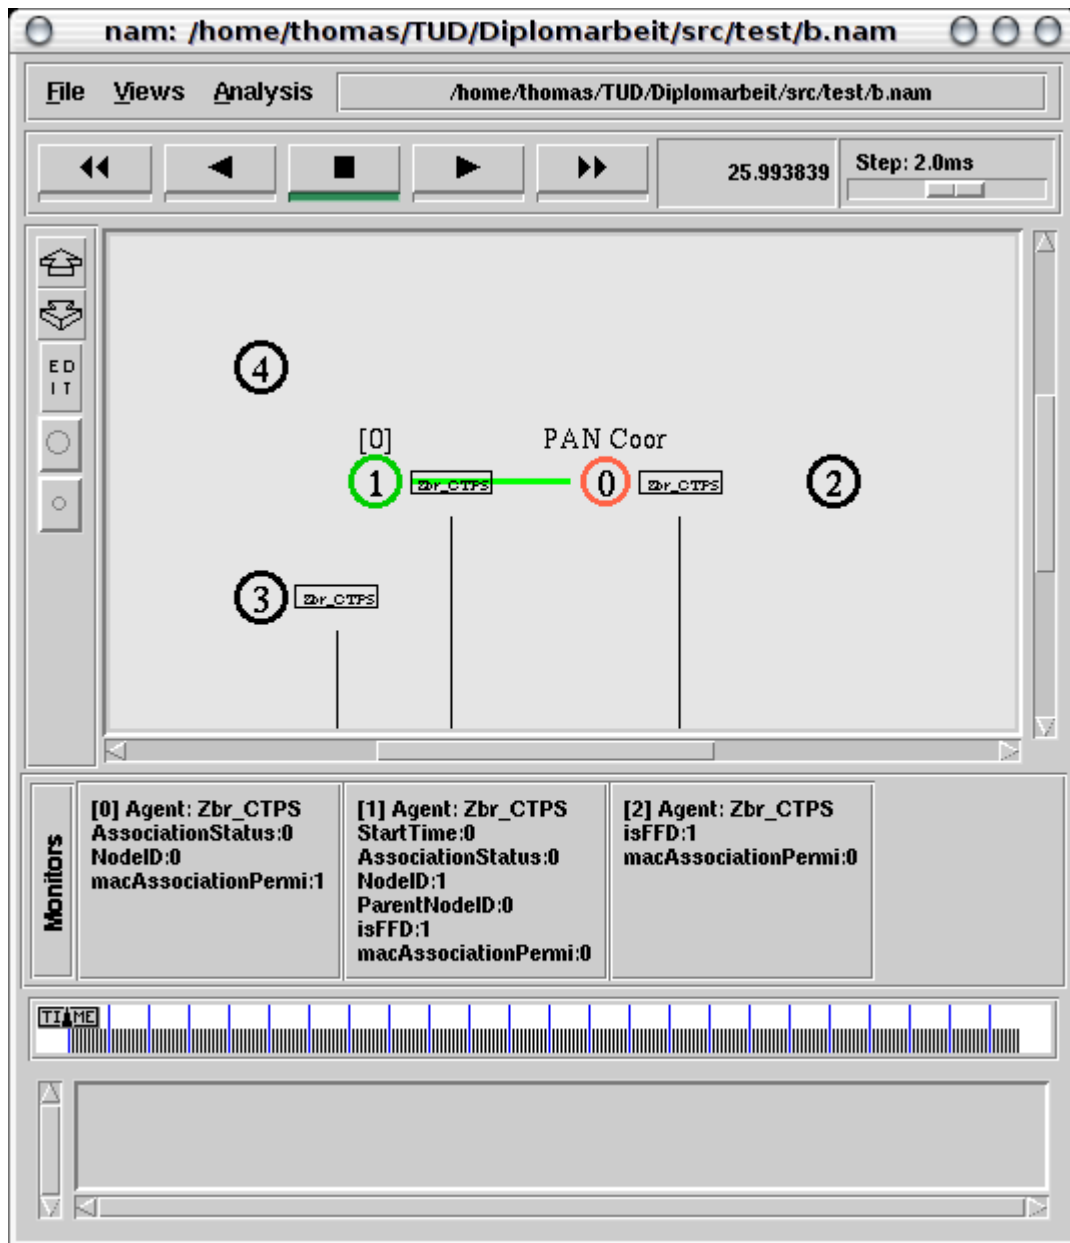 nam: /home/thomas/TUD/Diplomarbeit/src/test/b.nam
File Views Analysis /home/thomas/TUD/Diplomarbeit/src/test/b.nam
25.993839 Step: 2.0ms
ED
IT
4
[0] PAN Coor
1 Zbr_CTPS 0 Zbr_CTPS 2
3 Zbr_CTPS
Monitors
[0] Agent: Zbr_CTPS
AssociationStatus:0
NodeID:0
macAssociationPermi:1
[1] Agent: Zbr_CTPS
StartTime:0
AssociationStatus:0
NodeID:1
ParentNodeID:0
isFFD:1
macAssociationPermi:0
[2] Agent: Zbr_CTPS
isFFD:1
macAssociationPermi:0
TIME